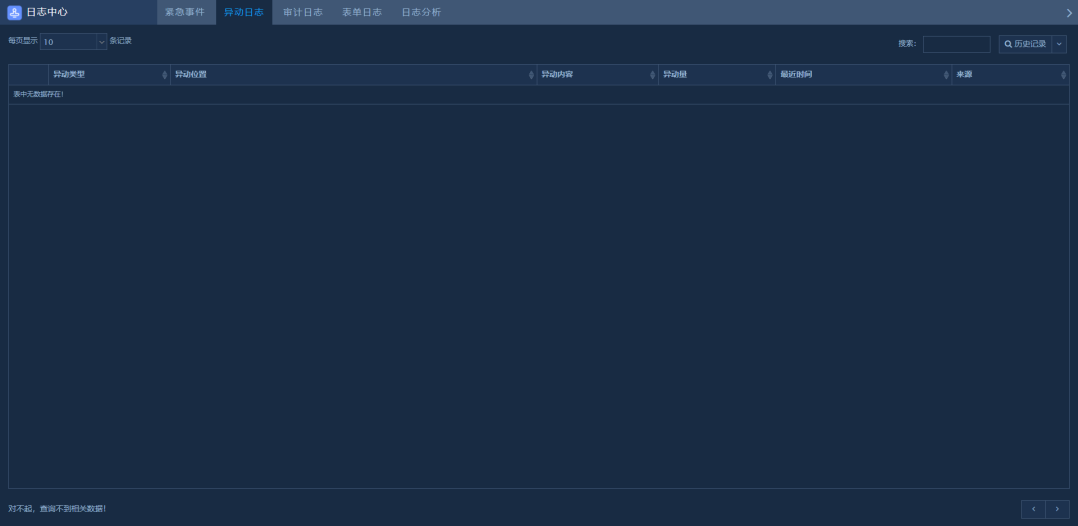 日志中心 紧急事件 异动日志 审计日志 表单日志 日志分析
每页显示 10 条记录 搜索: 历史记录
异动类型 异动位置 异动内容 异动量 最近时间 来源
表中无数据存在!
对不起，查询不到相关数据!